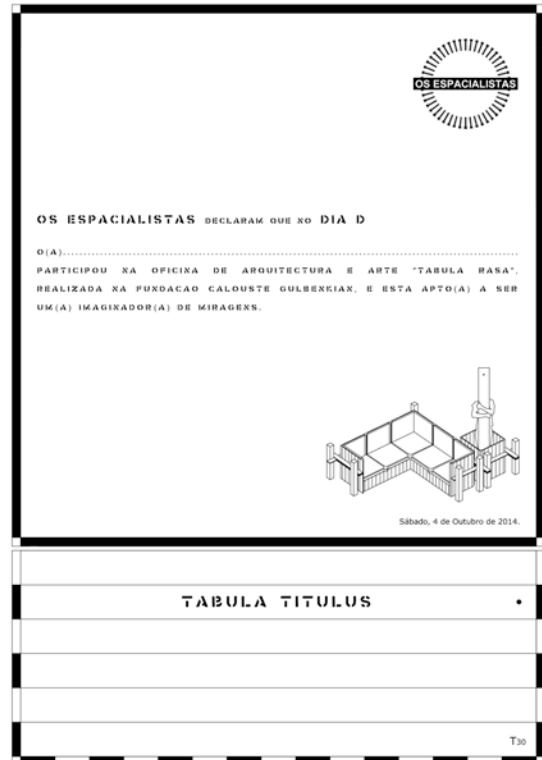 OS ESPACIALISTAS
OS ESPACIALISTAS DECLARAM QUE NO DIA D
O(A)...............................................................................................................
PARTICIPOU NA OFICINA DE ARQUITECTURA E ARTE "TABULA RASA",
REALIZADA NA FUNDACAO CALOUSTE GULBENKIAN, E ESTA APTO(A) A SER
UM(A) IMAGINADOR(A) DE MIRAGENS.
Sábado, 4 de Outubro de 2014.
TABULA TITULUS •
T30